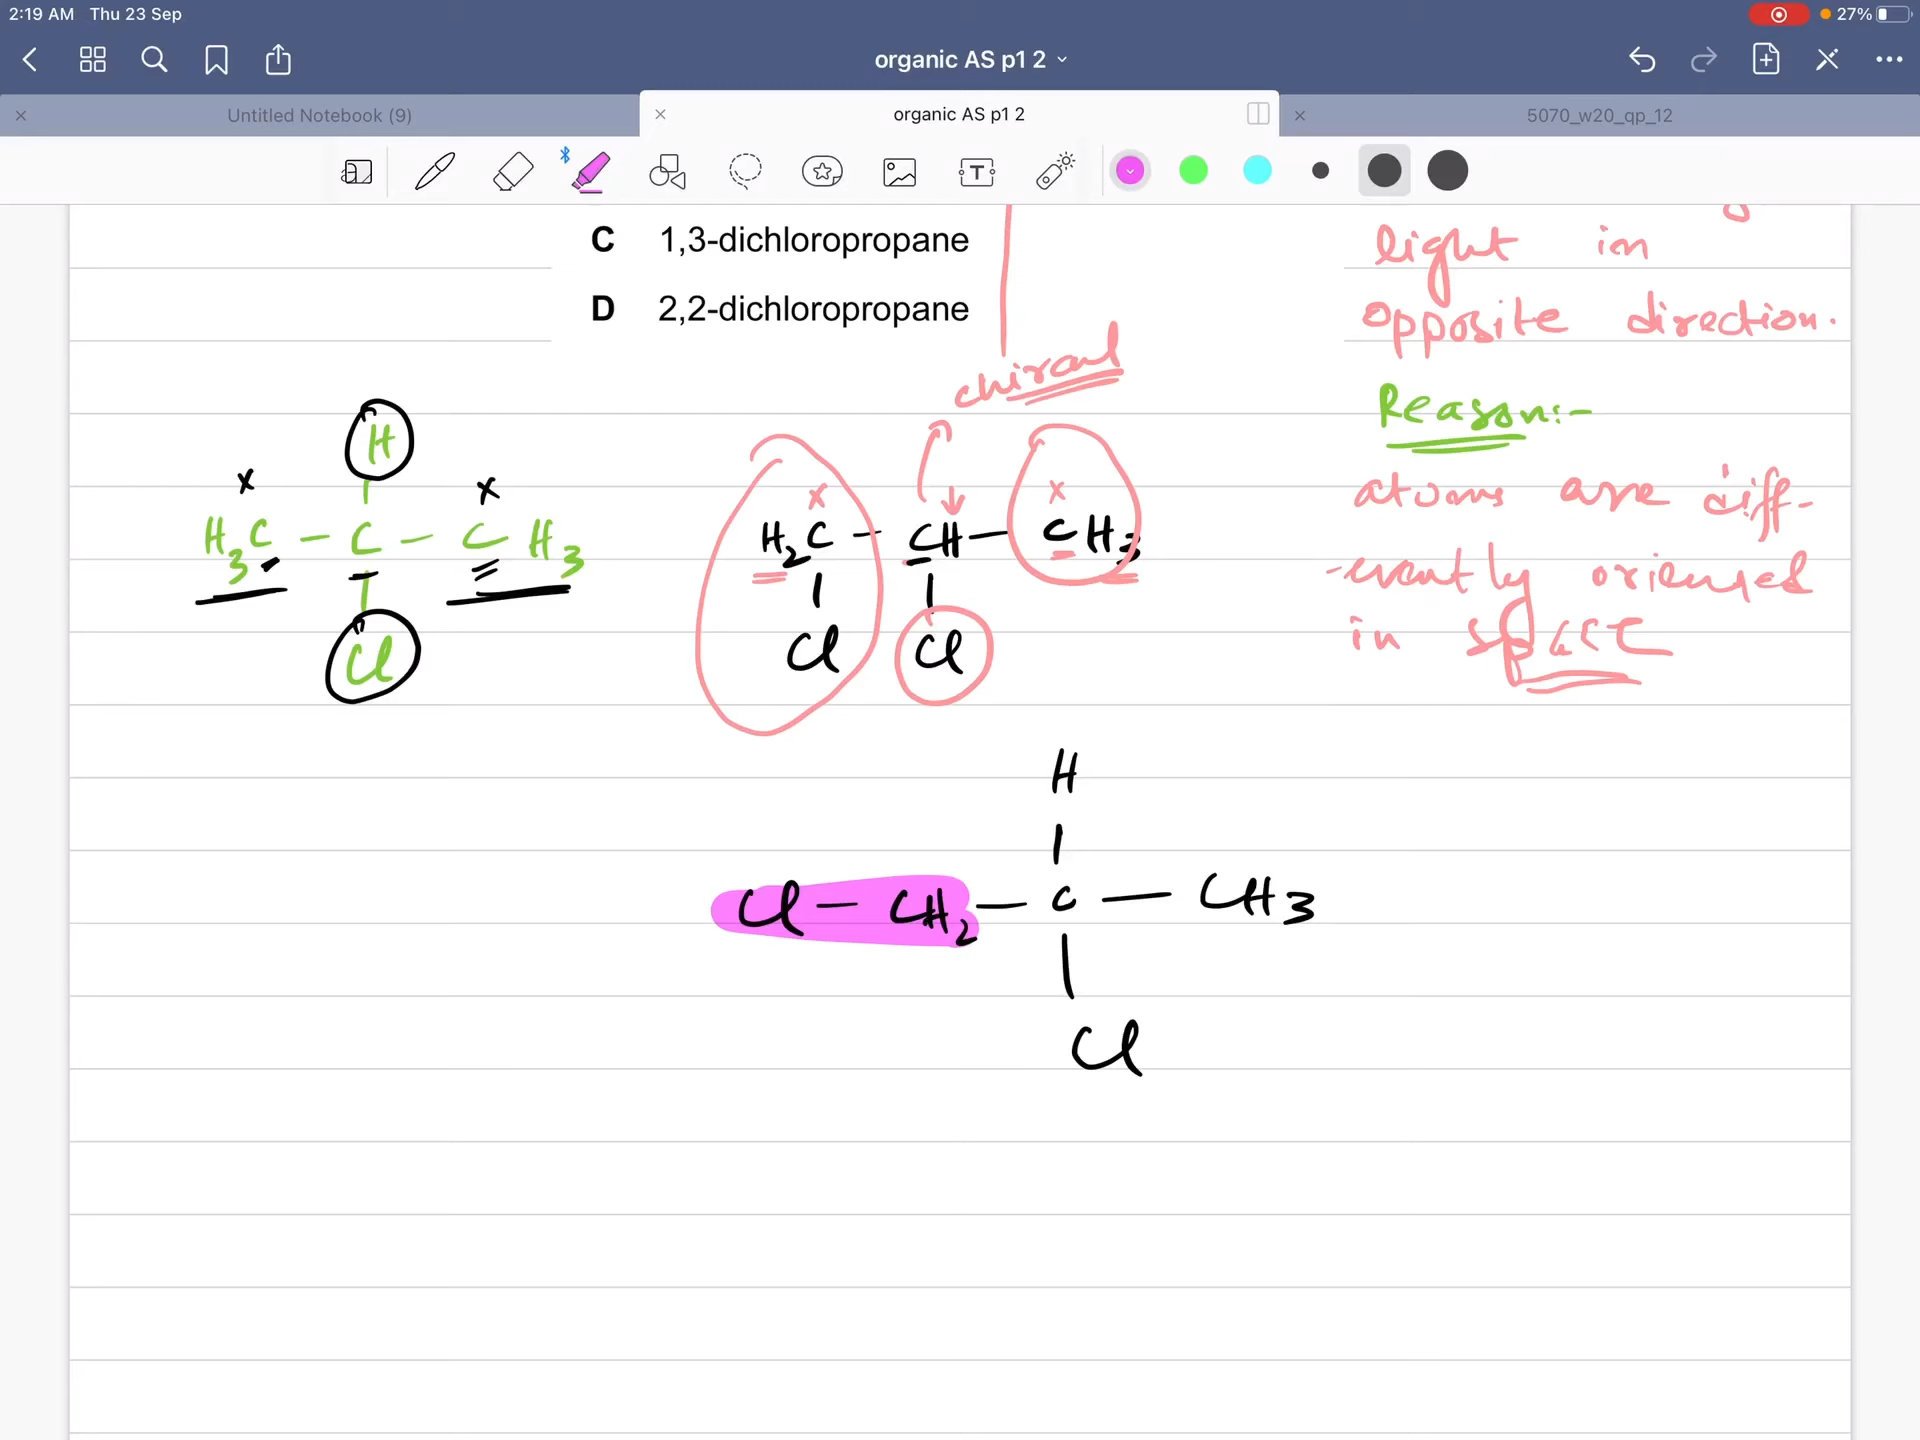 2:19 AM Thu 23 Sep
27%
organic AS p1 2
Untitled Notebook (9)
organic AS p1 2
5070_w20_qp_12
C 1,3-dichloropropane
D 2,2-dichloropropane
light in
opposite direction.
Reason:-
atoms are diff-
-erently oriented
in space
chiral
H
x x
H3C - C - CH3
Cl
x x
H2C - CH - CH3
Cl Cl
H
Cl - CH2 - C - CH3
Cl